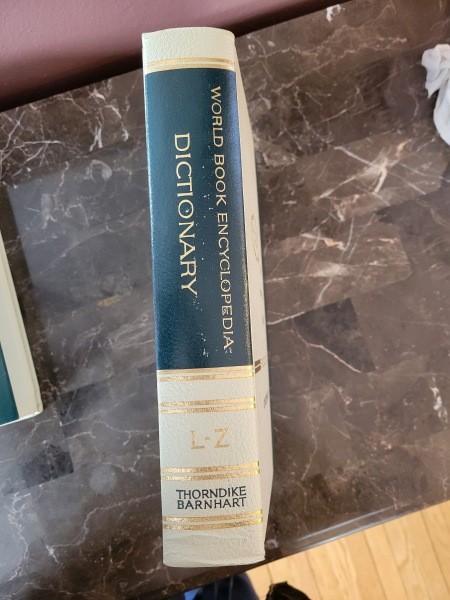 WORLD BOOK ENCYCLOPEDIA
DICTIONARY
L-Z
THORNDIKE
BARNHART